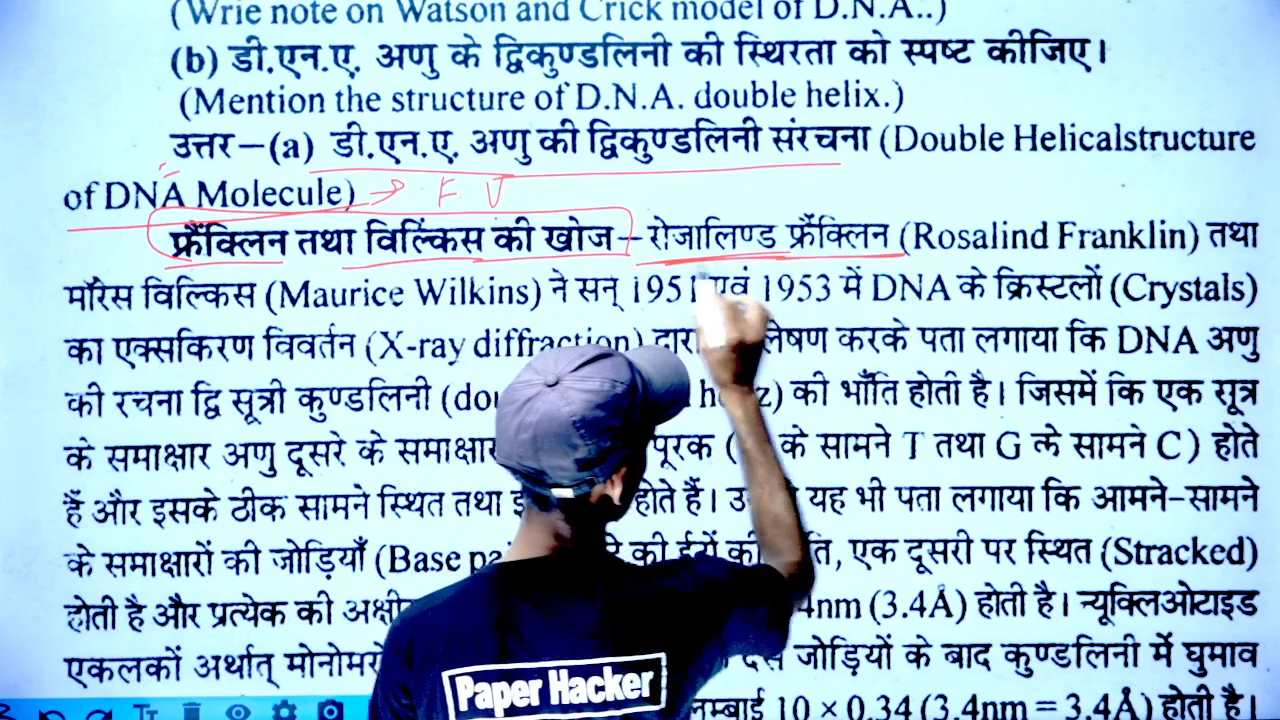 (Wrie note on Watson and Crick model of D.N.A..)
(b) डी.एन.ए. अणु के द्विकुण्डलिनी की स्थिरता को स्पष्ट कीजिए।
(Mention the structure of D.N.A. double helix.)
उत्तर–(a) डी.एन.ए. अणु की द्विकुण्डलिनी संरचना (Double Helicalstructure
of DNA Molecule)
फ्रैंक्लिन तथा विल्किंस की खोज–रोजालिण्ड फ्रैंक्लिन (Rosalind Franklin) तथा
मॉरिस विल्किस (Maurice Wilkins) ने सन् 1951 एवं 1953 में DNA के क्रिस्टलों (Crystals)
का एक्सकिरण विवर्तन (X-ray diffraction) करके पता लगाया कि DNA अणु
की रचना द्वि सूत्री कुण्डलिनी की भाँति होती है। जिसमें कि एक सूत्र
के समाक्षार अणु दूसरे के समाक्षार पूरक ( के सामने T तथा G के सामने C) होते
हैं और इसके ठीक सामने स्थित तथा होते हैं। यह भी पता लगाया कि आमने–सामने
के समाक्षारों की जोड़ियाँ (Base की ईटों की एक दूसरी पर स्थित (Stracked)
होती है और प्रत्येक की 4nm (3.4Å) होती है। न्यूक्लिओटाइड
एकलकों अर्थात् जोड़ियों के बाद कुण्डलिनी में घुमाव
Paper Hacker
लम्बाई 10 × 0.34 (3.4nm = 3.4Å) होती है।